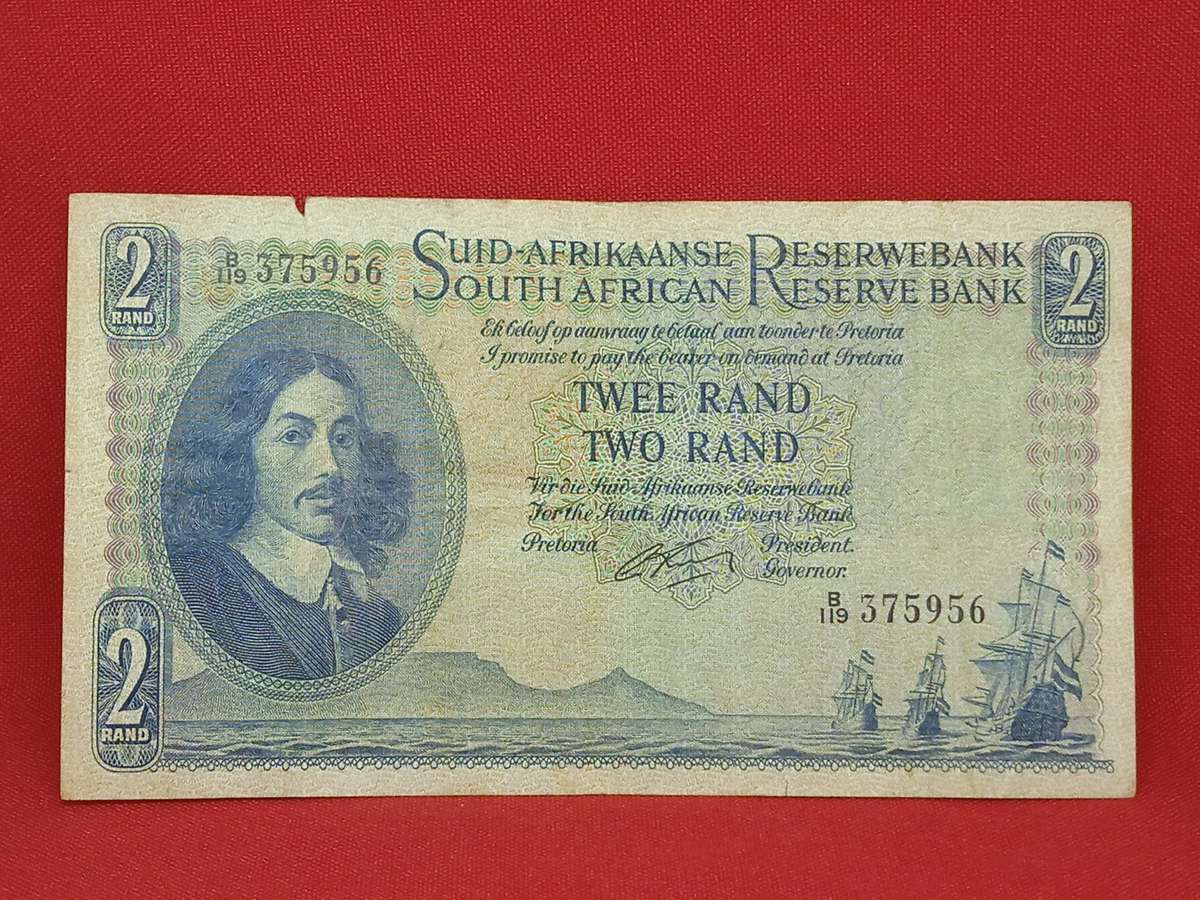 2
RAND
B
119 375956
SUID-AFRIKAANSE RESERWEBANK
SOUTH AFRICAN RESERVE BANK
2
RAND
Ek beloof op aanvraag te betaal aan toonder te Pretoria
I promise to pay the bearer on demand at Pretoria
TWEE RAND
TWO RAND
Vir die Suid-Afrikaanse Reserwebank
For the South African Reserve Bank
Pretoria
President.
Governor.
B
119 375956
2
RAND